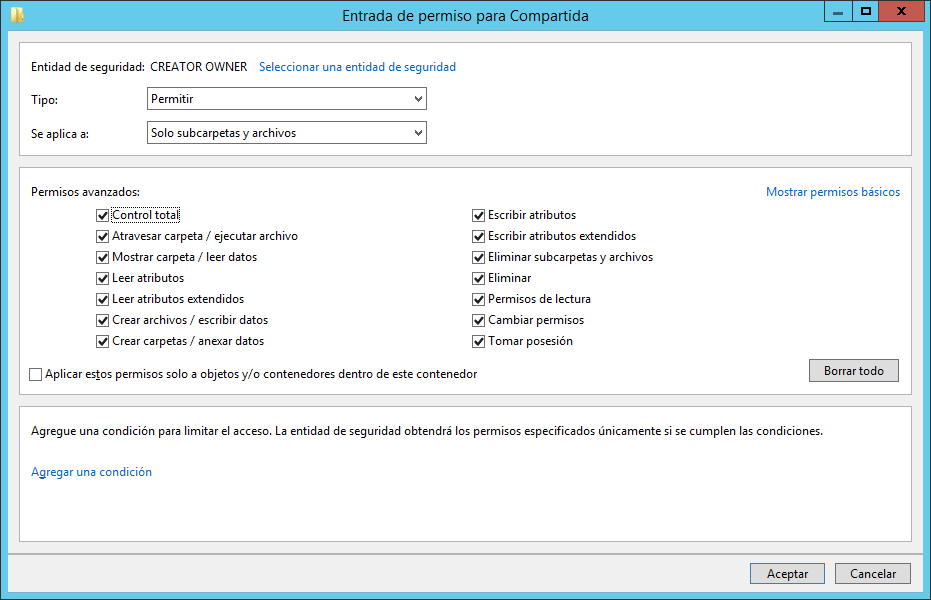 Entrada de permiso para Compartida
Entidad de seguridad: CREATOR OWNER Seleccionar una entidad de seguridad
Tipo: Permitir
Se aplica a: Solo subcarpetas y archivos
Permisos avanzados: Mostrar permisos básicos
Control total Escribir atributos
Atravesar carpeta / ejecutar archivo Escribir atributos extendidos
Mostrar carpeta / leer datos Eliminar subcarpetas y archivos
Leer atributos Eliminar
Leer atributos extendidos Permisos de lectura
Crear archivos / escribir datos Cambiar permisos
Crear carpetas / anexar datos Tomar posesión
Aplicar estos permisos solo a objetos y/o contenedores dentro de este contenedor Borrar todo
Agregue una condición para limitar el acceso. La entidad de seguridad obtendrá los permisos especificados únicamente si se cumplen las condiciones.
Agregar una condición
Aceptar Cancelar